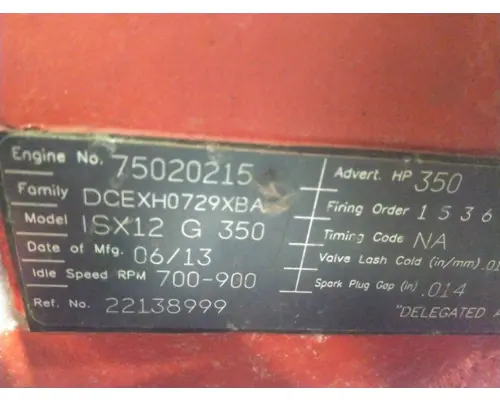 Engine No. 75020215
Family DCEXH0729XBA
Model ISX12 G 350
Date of Mfg. 06/13
Idle Speed RPM 700-900
Ref. No. 22138999
Advert. HP 350
Firing Order 1 5 3 6
Timing Code NA
Valve Lash Cold (in/mm) .01
Spark Plug Gap (in) .014
"DELEGATED A